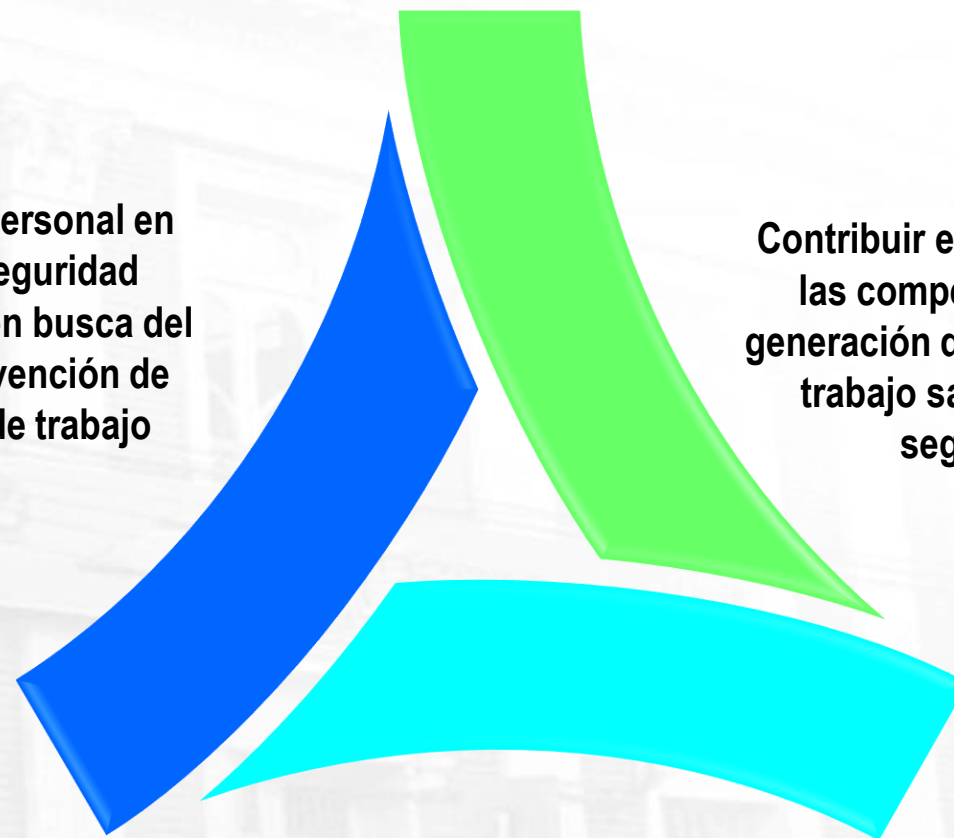 ersonal en
eguridad
n busca del
vención de
de trabajo
Contribuir e
las compe
generación d
trabajo sa
seg